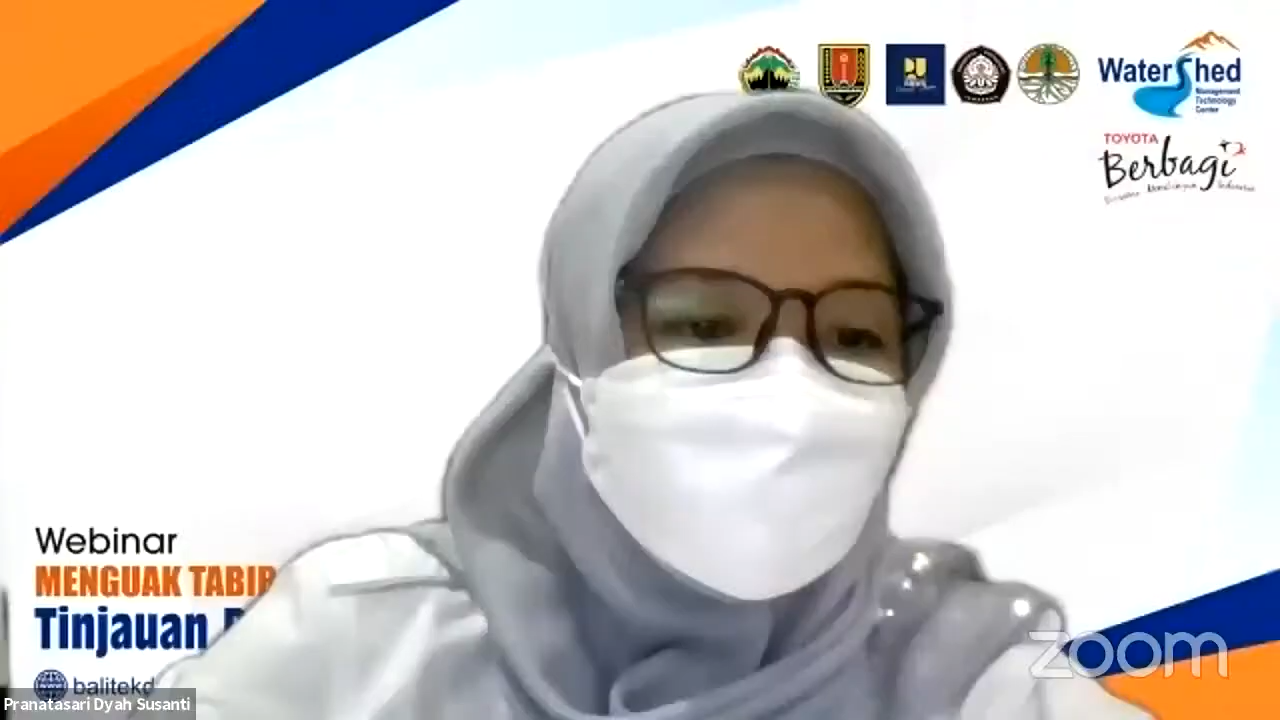 WaterShed
Management
Technology
Center
TOYOTA
Berbagi
Webinar
MENGUAK TABIR
Tinjauan
balitekd
Pranatasari Dyah Susanti
zoom